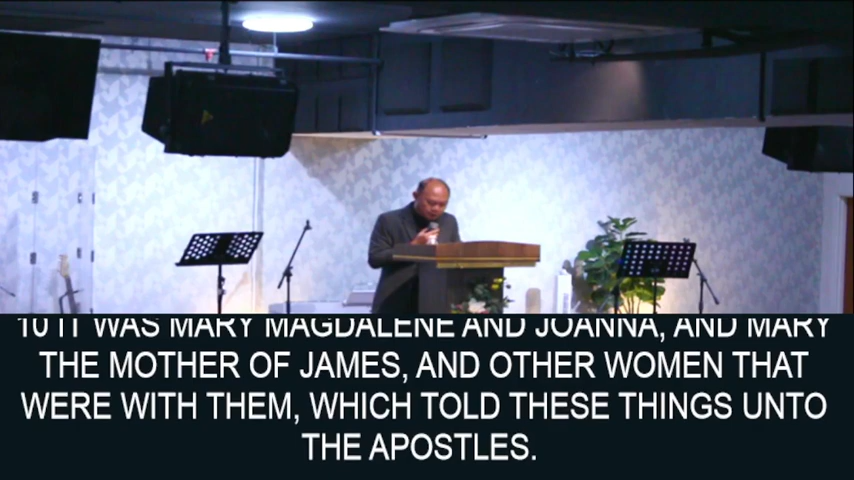 10 IT WAS MARY MAGDALENE AND JOANNA, AND MARY
THE MOTHER OF JAMES, AND OTHER WOMEN THAT
WERE WITH THEM, WHICH TOLD THESE THINGS UNTO
THE APOSTLES.